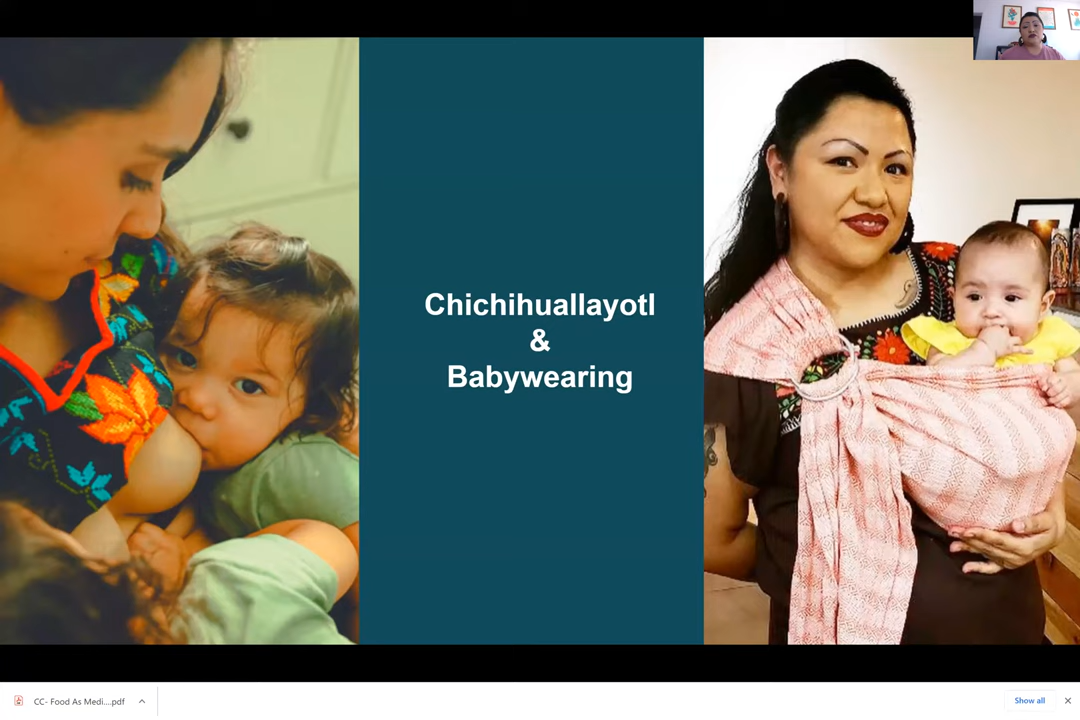 Chichihuallayotl
&
Babywearing
CC- Food As Medi....pdf
Show all